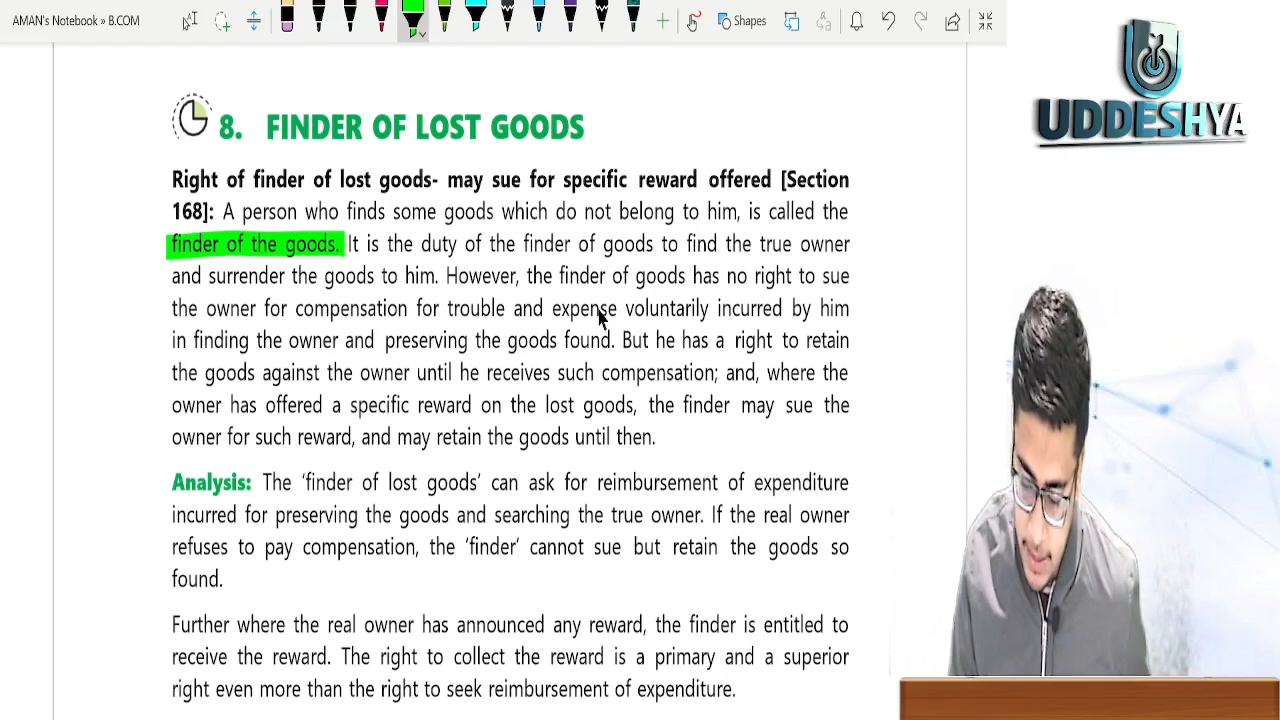 AMAN's Notebook » B.COM
Shapes
UDDESHYA
8. FINDER OF LOST GOODS
Right of finder of lost goods- may sue for specific reward offered [Section
168]: A person who finds some goods which do not belong to him, is called the
finder of the goods. It is the duty of the finder of goods to find the true owner
and surrender the goods to him. However, the finder of goods has no right to sue
the owner for compensation for trouble and expense voluntarily incurred by him
in finding the owner and preserving the goods found. But he has a right to retain
the goods against the owner until he receives such compensation; and, where the
owner has offered a specific reward on the lost goods, the finder may sue the
owner for such reward, and may retain the goods until then.
Analysis: The ‘finder of lost goods’ can ask for reimbursement of expenditure
incurred for preserving the goods and searching the true owner. If the real owner
refuses to pay compensation, the ‘finder’ cannot sue but retain the goods so
found.
Further where the real owner has announced any reward, the finder is entitled to
receive the reward. The right to collect the reward is a primary and a superior
right even more than the right to seek reimbursement of expenditure.